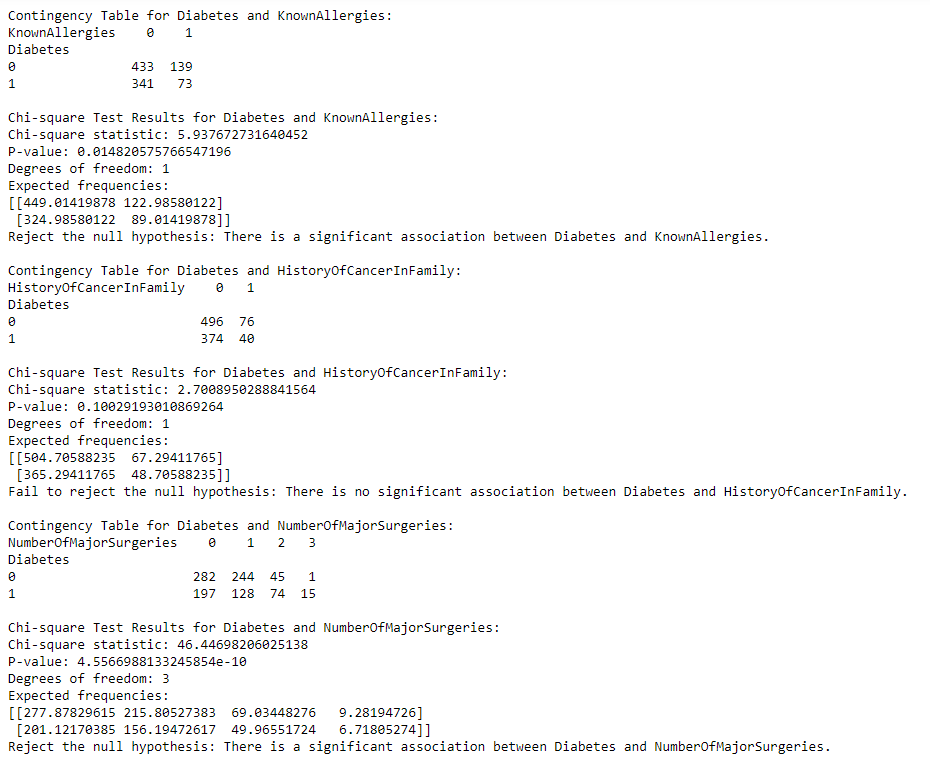 Contingency Table for Diabetes and KnownAllergies:
KnownAllergies    0    1
Diabetes
0               433  139
1               341   73
Chi-square Test Results for Diabetes and KnownAllergies:
Chi-square statistic: 5.937672731640452
P-value: 0.014820575766547196
Degrees of freedom: 1
Expected frequencies:
[[449.01419878 122.98580122]
 [324.98580122  89.01419878]]
Reject the null hypothesis: There is a significant association between Diabetes and KnownAllergies.
Contingency Table for Diabetes and HistoryOfCancerInFamily:
HistoryOfCancerInFamily    0   1
Diabetes
0                        496  76
1                        374  40
Chi-square Test Results for Diabetes and HistoryOfCancerInFamily:
Chi-square statistic: 2.7008950288841564
P-value: 0.10029193010869264
Degrees of freedom: 1
Expected frequencies:
[[504.70588235  67.29411765]
 [365.29411765  48.70588235]]
Fail to reject the null hypothesis: There is no significant association between Diabetes and HistoryOfCancerInFamily.
Contingency Table for Diabetes and NumberOfMajorSurgeries:
NumberOfMajorSurgeries    0    1   2   3
Diabetes
0                       282  244  45   1
1                       197  128  74  15
Chi-square Test Results for Diabetes and NumberOfMajorSurgeries:
Chi-square statistic: 46.44698206025138
P-value: 4.5566988133245854e-10
Degrees of freedom: 3
Expected frequencies:
[[277.87829615 215.80527383  69.03448276   9.28194726]
 [201.12170385 156.19472617  49.96551724   6.71805274]]
Reject the null hypothesis: There is a significant association between Diabetes and NumberOfMajorSurgeries.